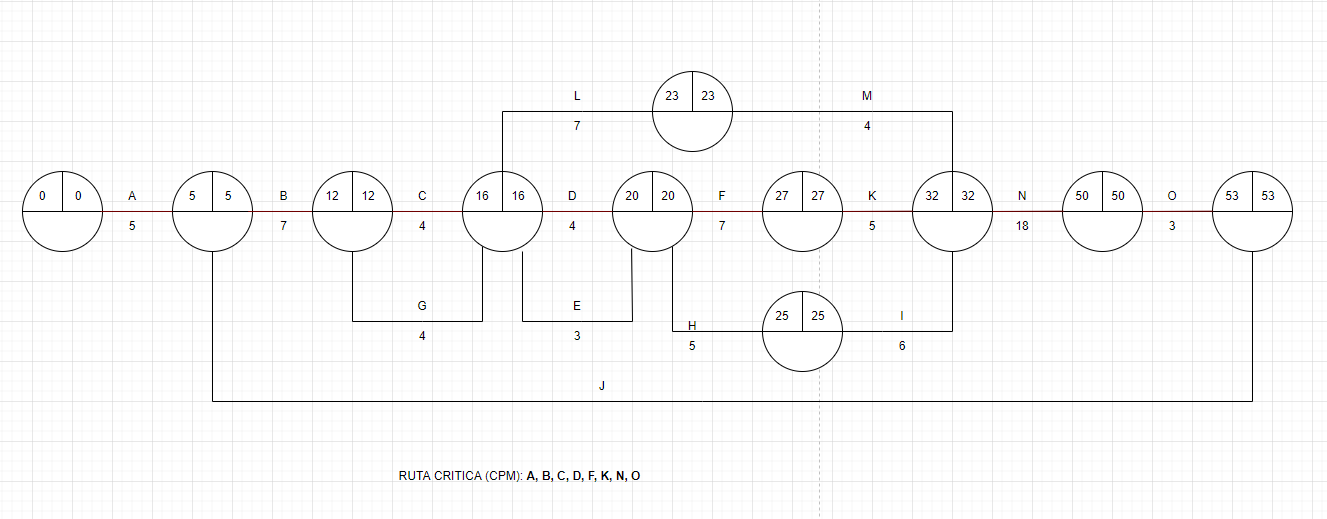 L
23 23
M
7
4
0 0
A
5 5
B
12 12
C
16 16
D
20 20
F
27 27
K
32 32
N
50 50
O
53 53
5
7
4
4
7
5
18
3
G
E
H
25 25
I
4
3
5
6
J
RUTA CRITICA (CPM): A, B, C, D, F, K, N, O